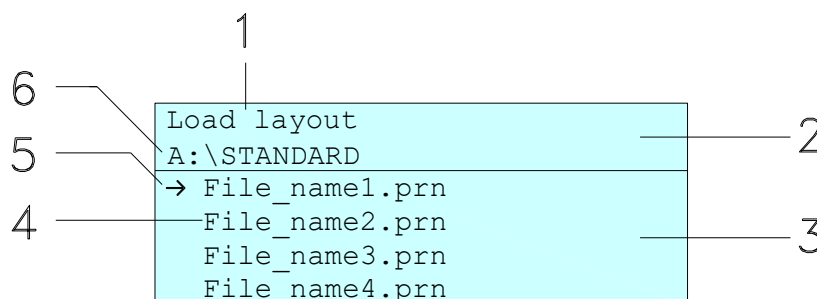 1
6
Load layout
2
5
A:\STANDARD
→ File_name1.prn
4
File_name2.prn
3
File_name3.prn
File_name4.prn